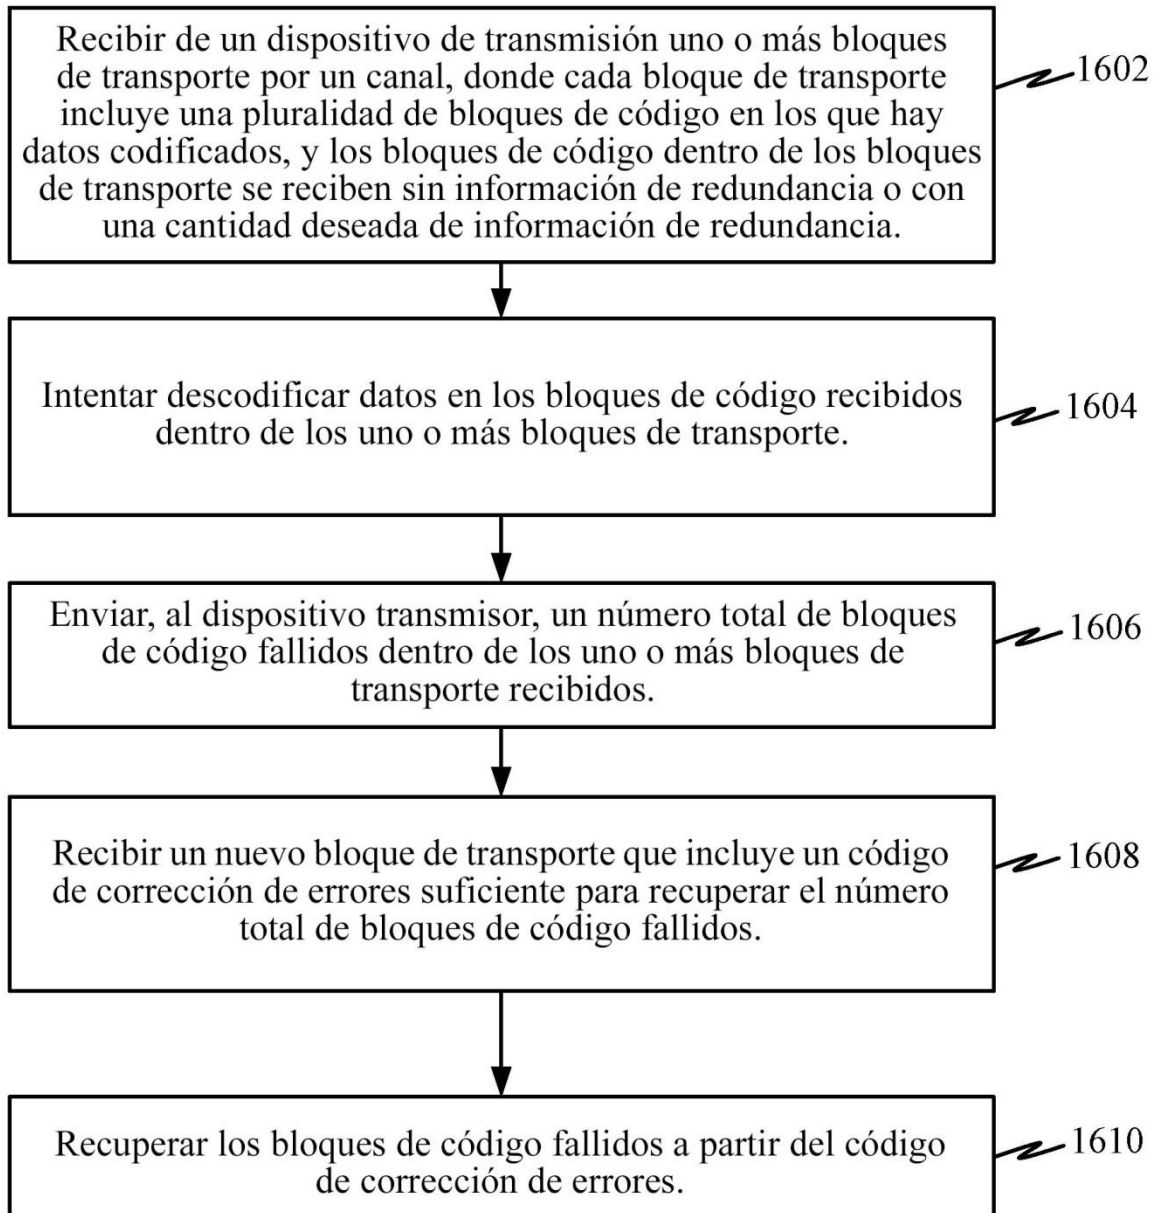 Recibir de un dispositivo de transmisión uno o más bloques
de transporte por un canal, donde cada bloque de transporte
incluye una pluralidad de bloques de código en los que hay
datos codificados, y los bloques de código dentro de los bloques
de transporte se reciben sin información de redundancia o con
una cantidad deseada de información de redundancia.
1602
Intentar descodificar datos en los bloques de código recibidos
dentro de los uno o más bloques de transporte.
1604
Enviar, al dispositivo transmisor, un número total de bloques
de código fallidos dentro de los uno o más bloques de
transporte recibidos.
1606
Recibir un nuevo bloque de transporte que incluye un código
de corrección de errores suficiente para recuperar el número
total de bloques de código fallidos.
1608
Recuperar los bloques de código fallidos a partir del código
de corrección de errores.
1610